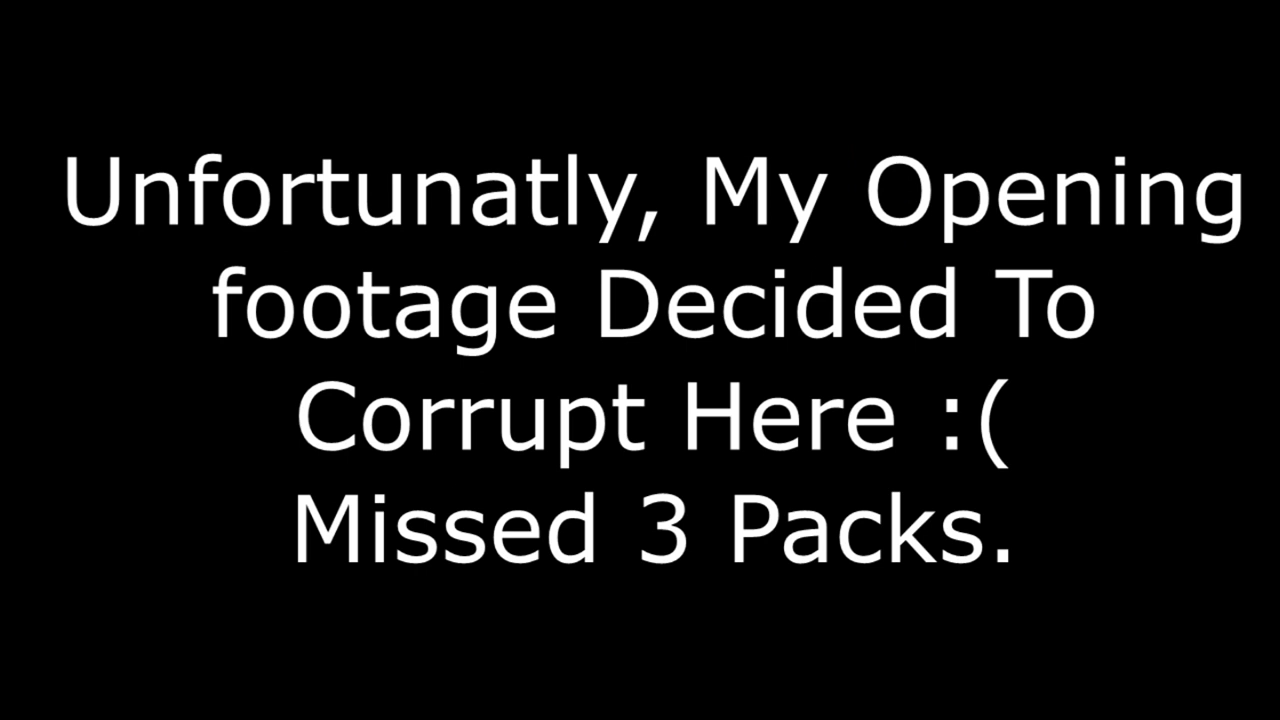 Unfortunatly, My Opening
footage Decided To
Corrupt Here :(
Missed 3 Packs.